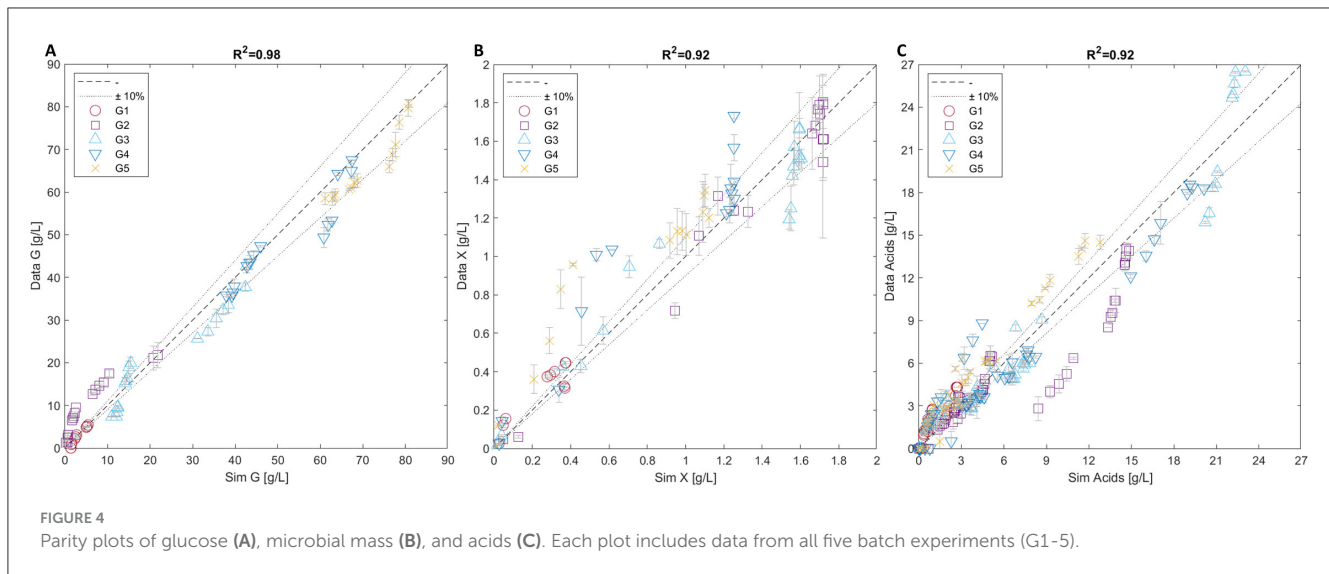 A
R²=0.98
90
80
70
60
50
40
30
20
10
0
Data G [g/L]
0 10 20 30 40 50 60 70 80 90
Sim G [g/L]
-
± 10%
G1
G2
G3
G4
G5
B
R²=0.92
2
1.8
1.6
1.4
1.2
1
0.8
0.6
0.4
0.2
0
Data X [g/L]
0 0.2 0.4 0.6 0.8 1 1.2 1.4 1.6 1.8 2
Sim X [g/L]
-
± 10%
G1
G2
G3
G4
G5
C
R²=0.92
27
24
21
18
15
12
9
6
3
0
Data Acids [g/L]
0 3 6 9 12 15 18 21 24 27
Sim Acids [g/L]
-
± 10%
G1
G2
G3
G4
G5
FIGURE 4
Parity plots of glucose (A), microbial mass (B), and acids (C). Each plot includes data from all five batch experiments (G1-5).